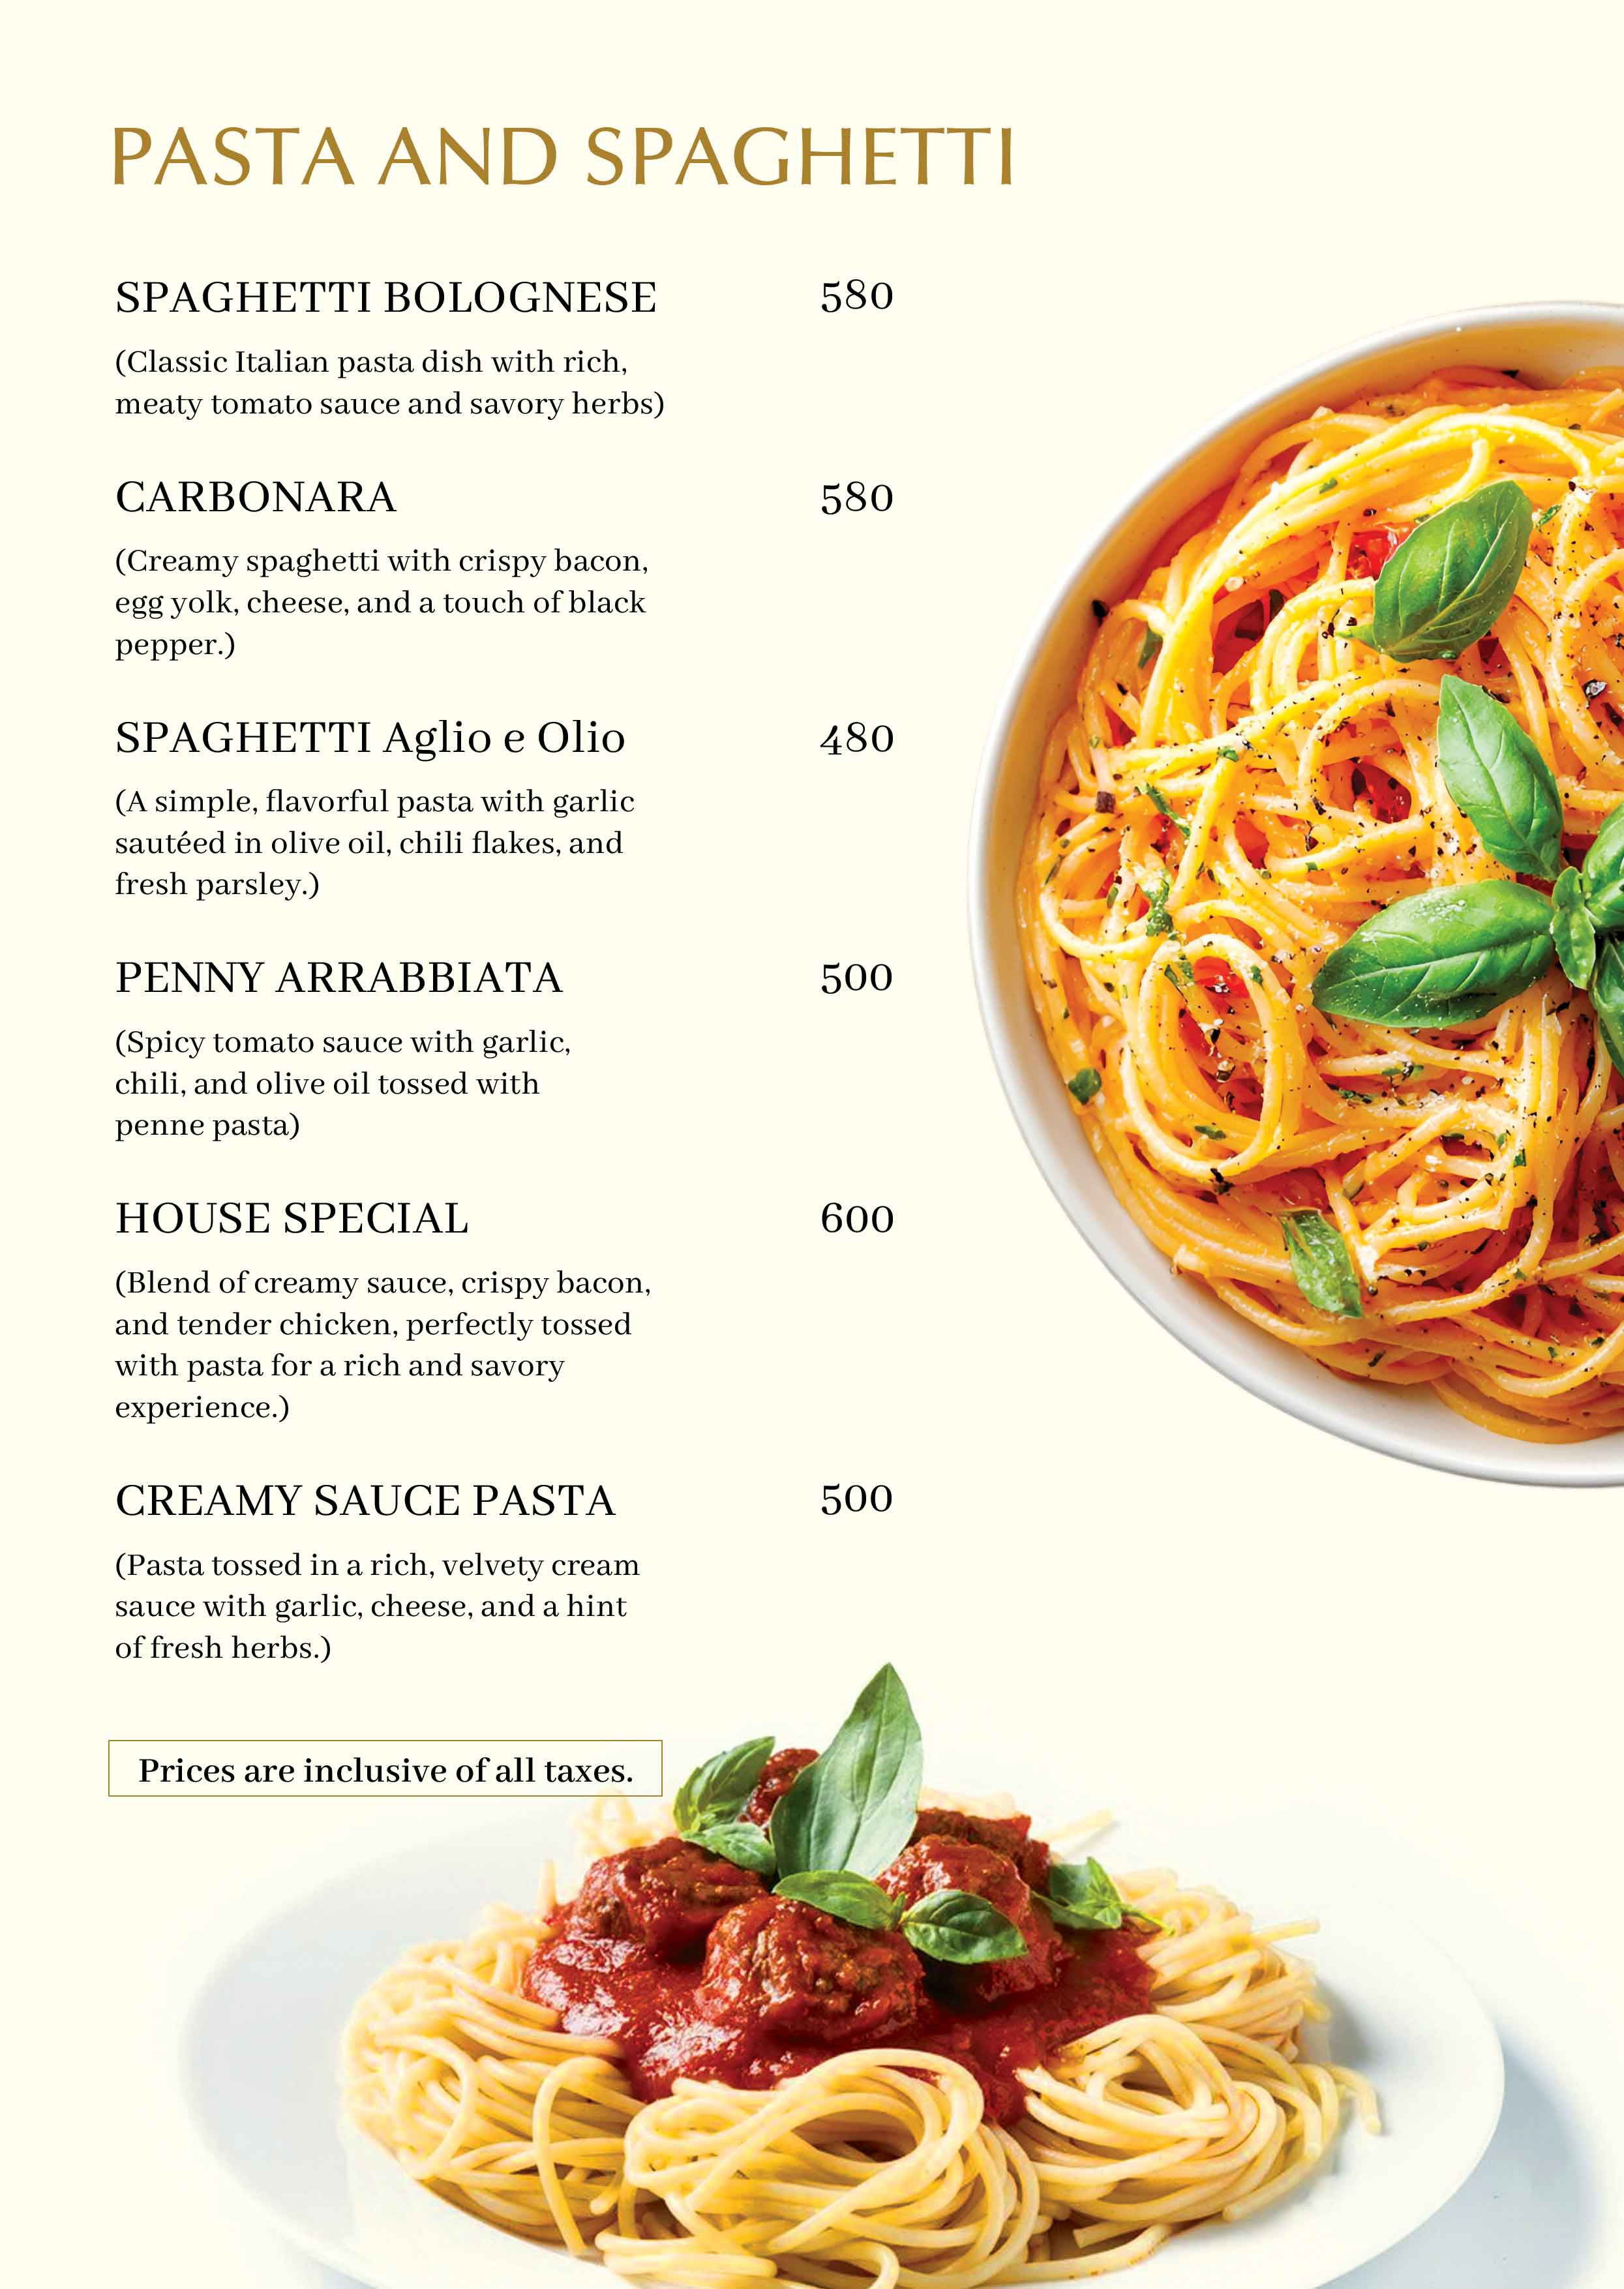 PASTA AND SPAGHETTI
SPAGHETTI BOLOGNESE 580
(Classic Italian pasta dish with rich,
meaty tomato sauce and savory herbs)
CARBONARA 580
(Creamy spaghetti with crispy bacon,
egg yolk, cheese, and a touch of black
pepper.)
SPAGHETTI Aglio e Olio 480
(A simple, flavorful pasta with garlic
sautéed in olive oil, chili flakes, and
fresh parsley.)
PENNY ARRABBIATA 500
(Spicy tomato sauce with garlic,
chili, and olive oil tossed with
penne pasta)
HOUSE SPECIAL 600
(Blend of creamy sauce, crispy bacon,
and tender chicken, perfectly tossed
with pasta for a rich and savory
experience.)
CREAMY SAUCE PASTA 500
(Pasta tossed in a rich, velvety cream
sauce with garlic, cheese, and a hint
of fresh herbs.)
Prices are inclusive of all taxes.